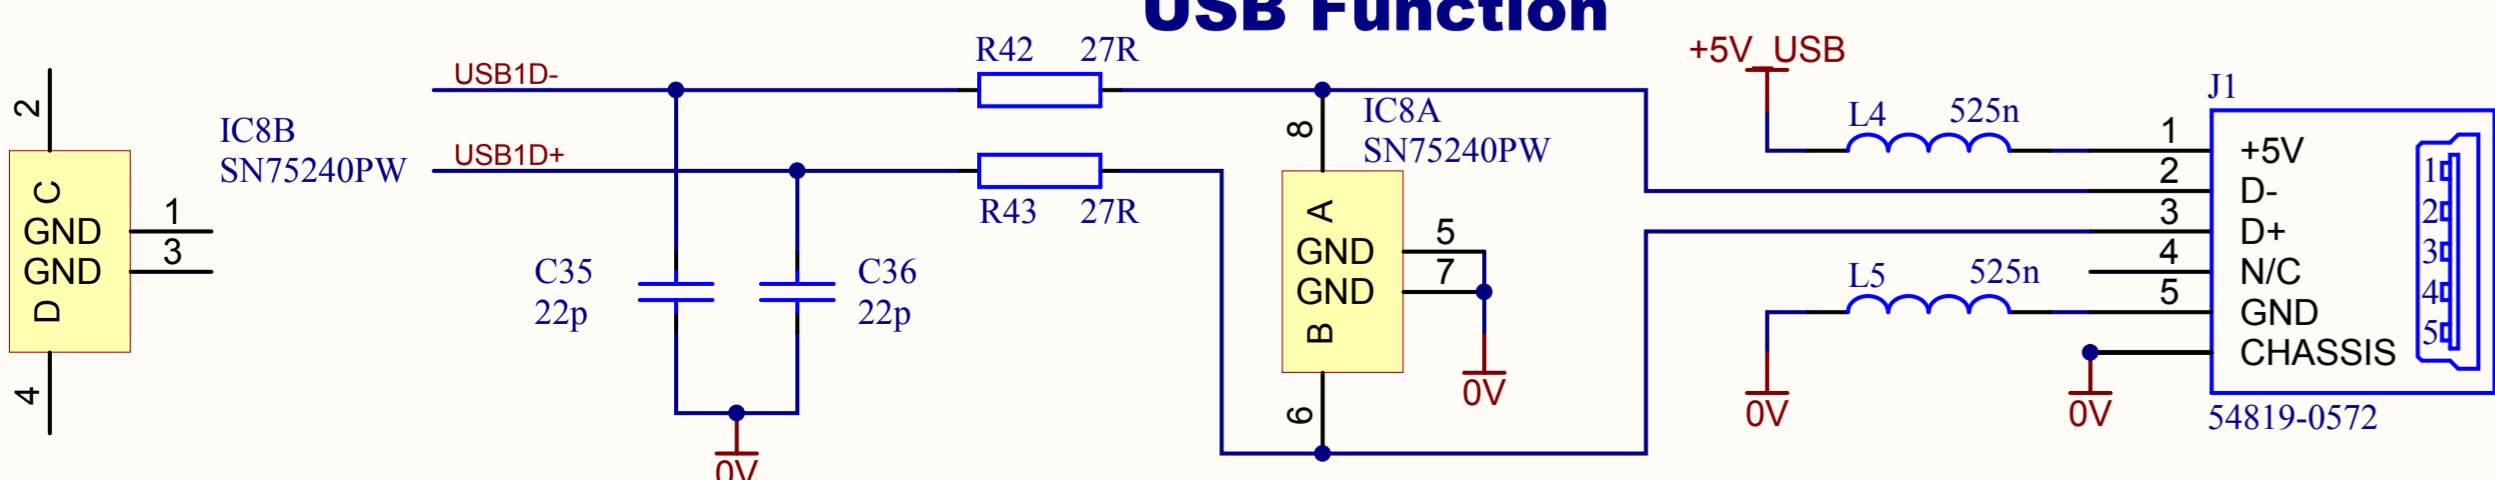 USB Function
2
C
GND
GND
D
1
3
4
IC8B
SN75240PW
USB1D-
USB1D+
R42 27R
R43 27R
C35
22p
C36
22p
0V
8
IC8A
SN75240PW
A
GND
GND
B
5
7
6
0V
+5V_USB
L4 525n
L5 525n
0V
0V
J1
1 +5V
2 D-
3 D+
4 N/C
5 GND
CHASSIS
1
2
3
4
5
54819-0572